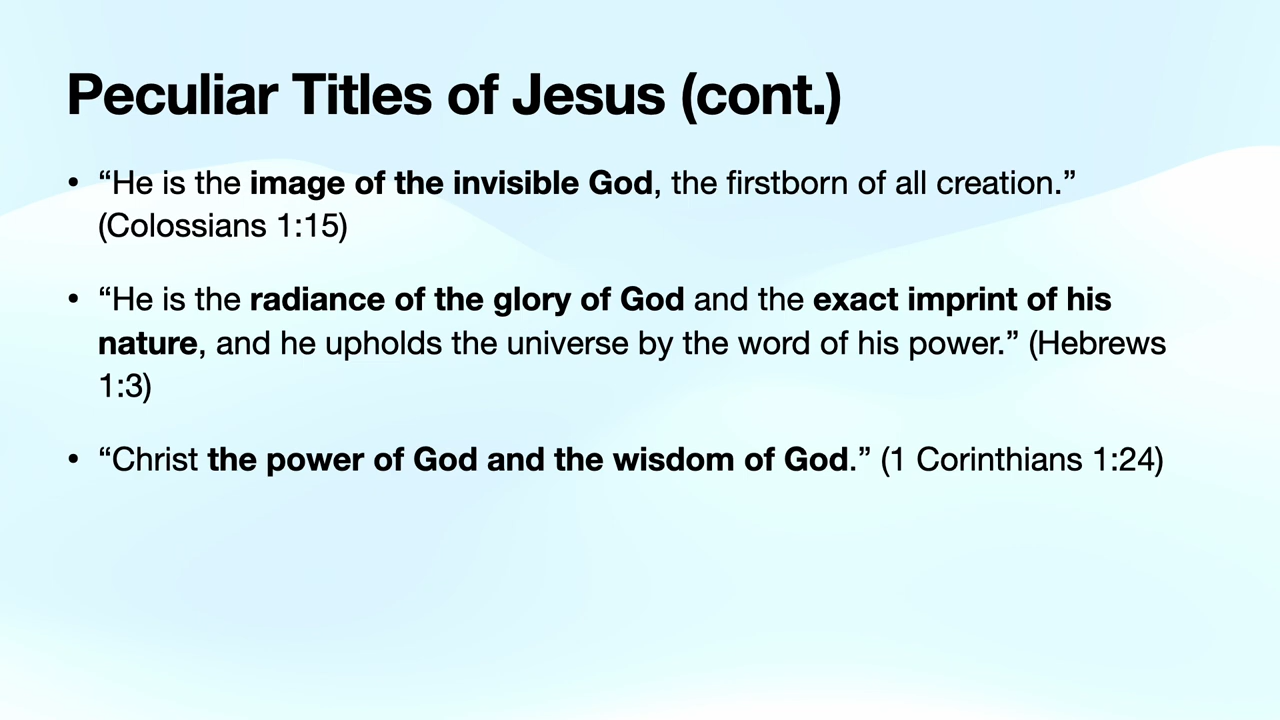 Peculiar Titles of Jesus (cont.)
• “He is the image of the invisible God, the firstborn of all creation.”
(Colossians 1:15)
• “He is the radiance of the glory of God and the exact imprint of his
nature, and he upholds the universe by the word of his power.” (Hebrews
1:3)
• “Christ the power of God and the wisdom of God.” (1 Corinthians 1:24)